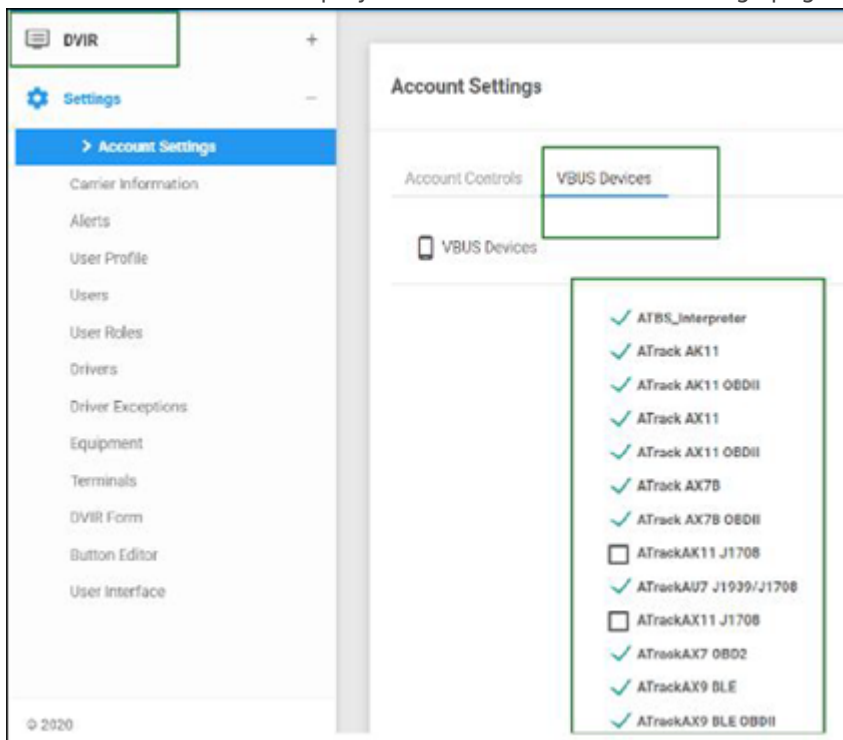 DVIR
+
Settings
–
> Account Settings
Carrier Information
Alerts
User Profile
Users
User Roles
Drivers
Driver Exceptions
Equipment
Terminals
DVIR Form
Button Editor
User Interface
© 2020
Account Settings
Account Controls VBUS Devices
VBUS Devices
ATBS_Interpreter
ATrack AK11
ATrack AK11 OBDII
ATrack AX11
ATrack AX11 OBDII
ATrack AX7B
ATrack AX7B OBDII
ATrackAK11 J1708
ATrackAU7 J1939/J1708
ATrackAX11 J1708
ATrackAX7 OBD2
ATrackAX9 BLE
ATrackAX9 BLE OBDII